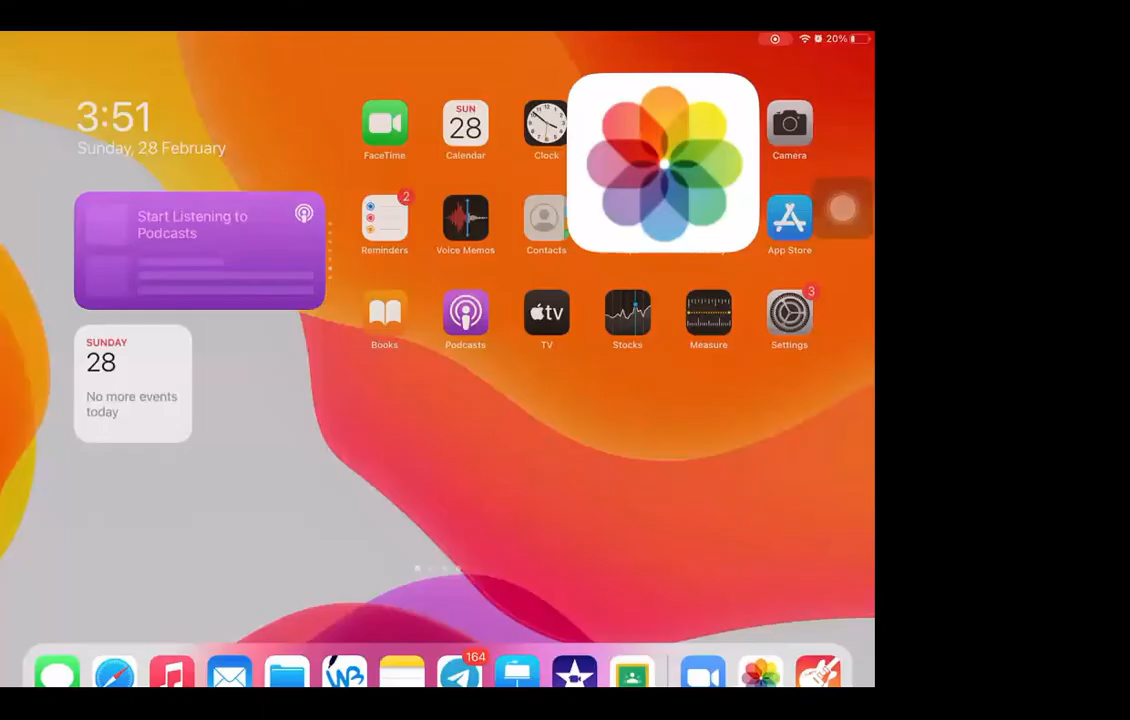 20%
3:51
Sunday, 28 February
FaceTime
SUN
28
Calendar
Clock
Camera
Start Listening to
Podcasts
2
Reminders
Voice Memos
Contacts
App Store
Books
Podcasts
tv
TV
Stocks
Measure
3
Settings
SUNDAY
28
No more events
today
WB
164